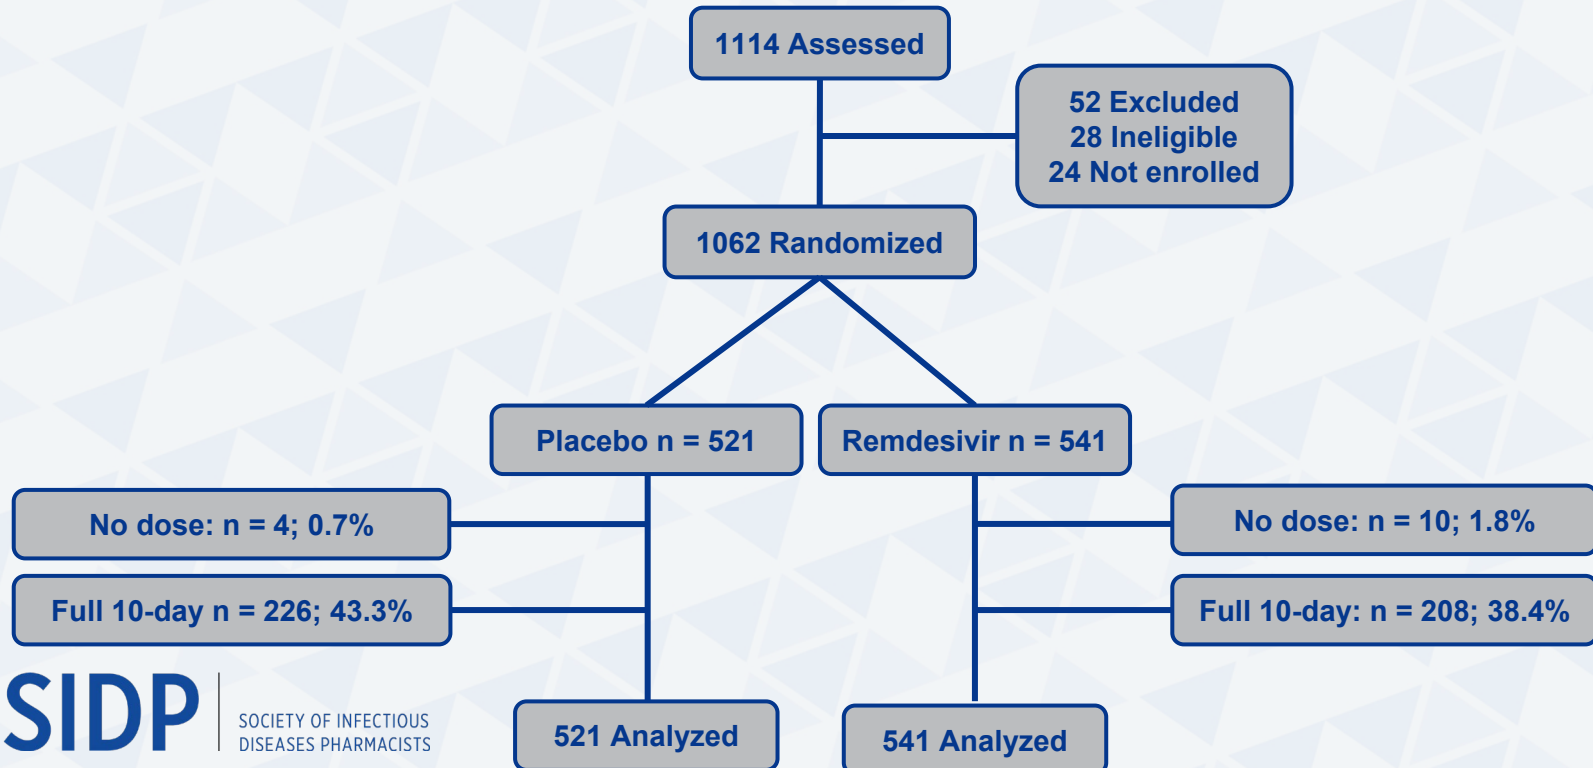 1114 Assessed
52 Excluded
28 Ineligible
24 Not enrolled
1062 Randomized
Placebo n = 521
Remdesivir n = 541
No dose: n = 4; 0.7%
No dose: n = 10; 1.8%
Full 10-day n = 226; 43.3%
Full 10-day: n = 208; 38.4%
521 Analyzed
541 Analyzed
SIDP
SOCIETY OF INFECTIOUS
DISEASES PHARMACISTS